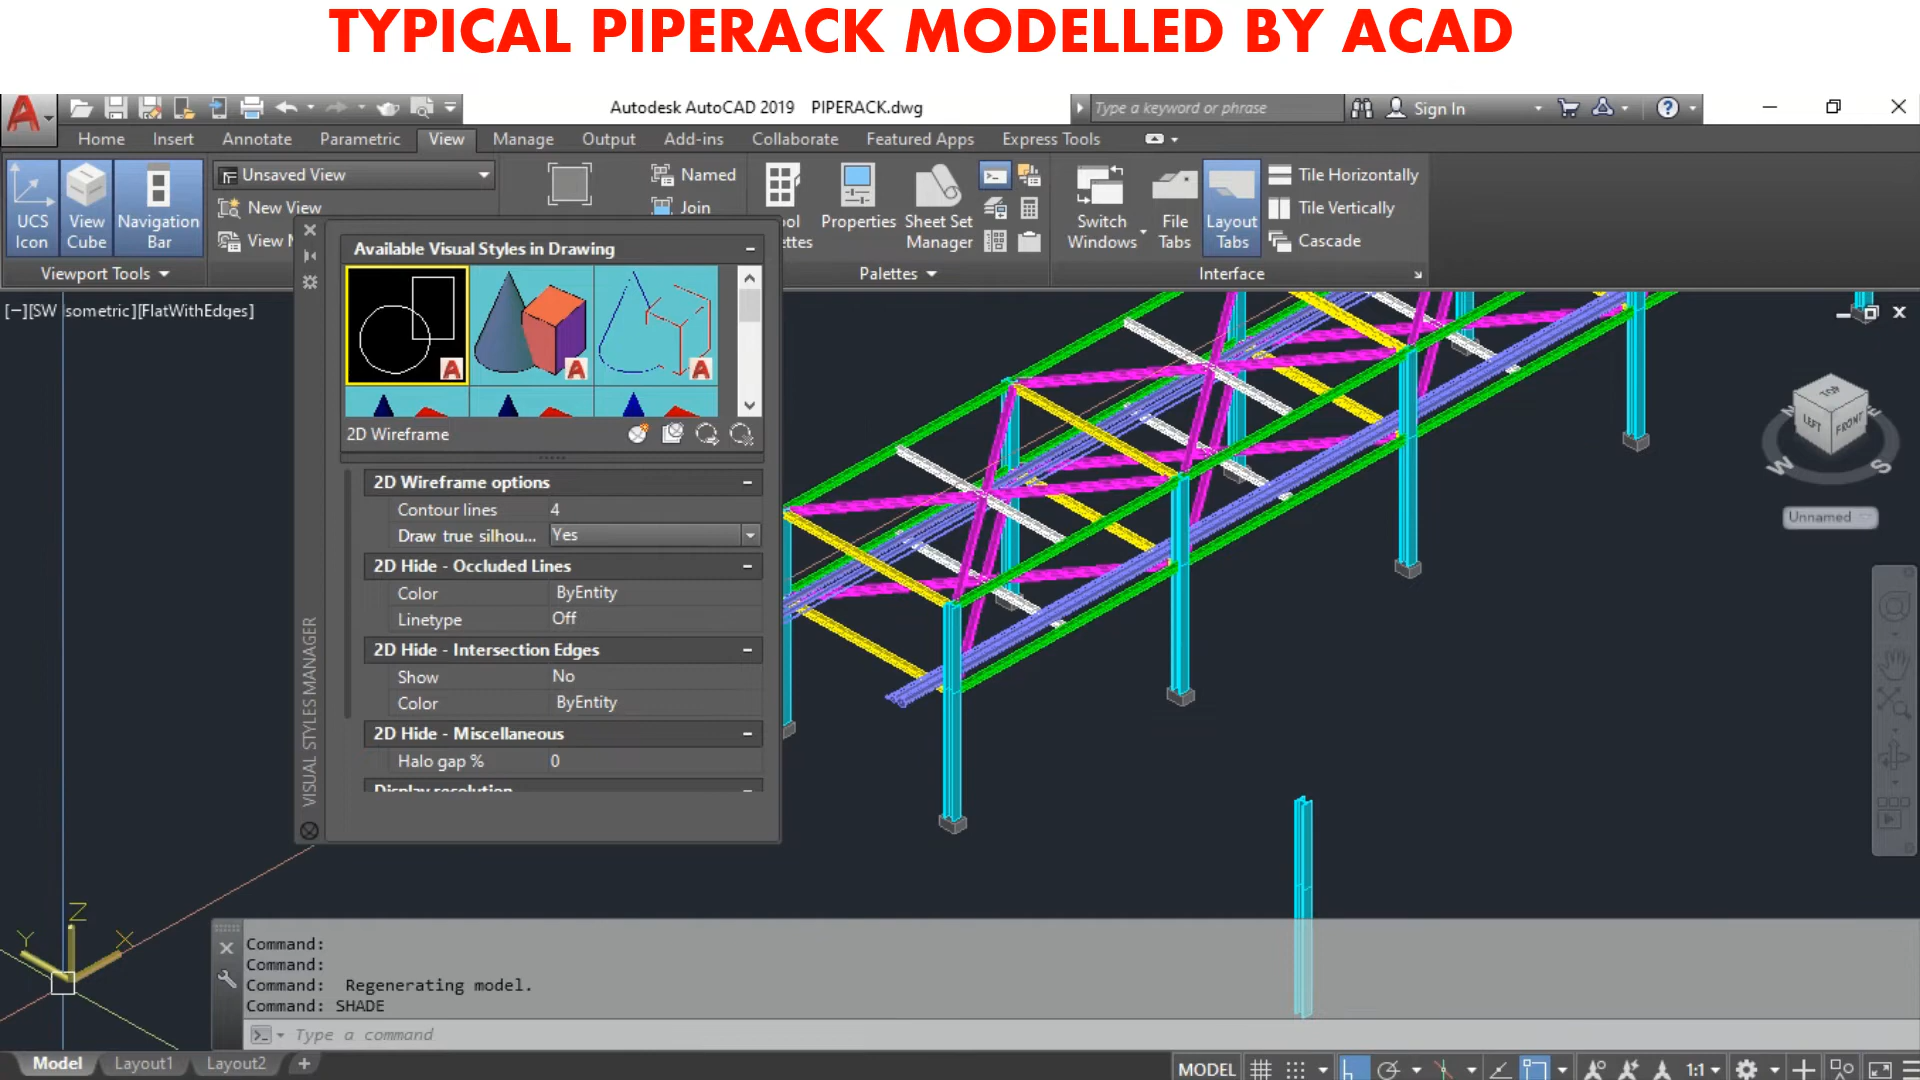 TYPICAL PIPERACK MODELLED BY ACAD
Autodesk AutoCAD 2019 PIPERACK.dwg
Type a keyword or phrase
Sign In
Home Insert Annotate Parametric View Manage Output Add-ins Collaborate Featured Apps Express Tools
UCS Icon
View Cube
Navigation Bar
Viewport Tools
Unsaved View
New View
View
Named
Join
Properties
Sheet Set Manager
Palettes
Switch Windows
File Tabs
Layout Tabs
Tile Horizontally
Tile Vertically
Cascade
Interface
[−][SW sometric][FlatWithEdges]
VISUAL STYLES MANAGER
Available Visual Styles in Drawing
2D Wireframe
2D Wireframe options
Contour lines 4
Draw true silhou... Yes
2D Hide - Occluded Lines
Color ByEntity
Linetype Off
2D Hide - Intersection Edges
Show No
Color ByEntity
2D Hide - Miscellaneous
Halo gap % 0
Display resolution
TOP
LEFT
FRONT
W
S
Unnamed
Z
Y
X
Command:
Command:
Command: Regenerating model.
Command: SHADE
Type a command
Model Layout1 Layout2 +
MODEL
1:1